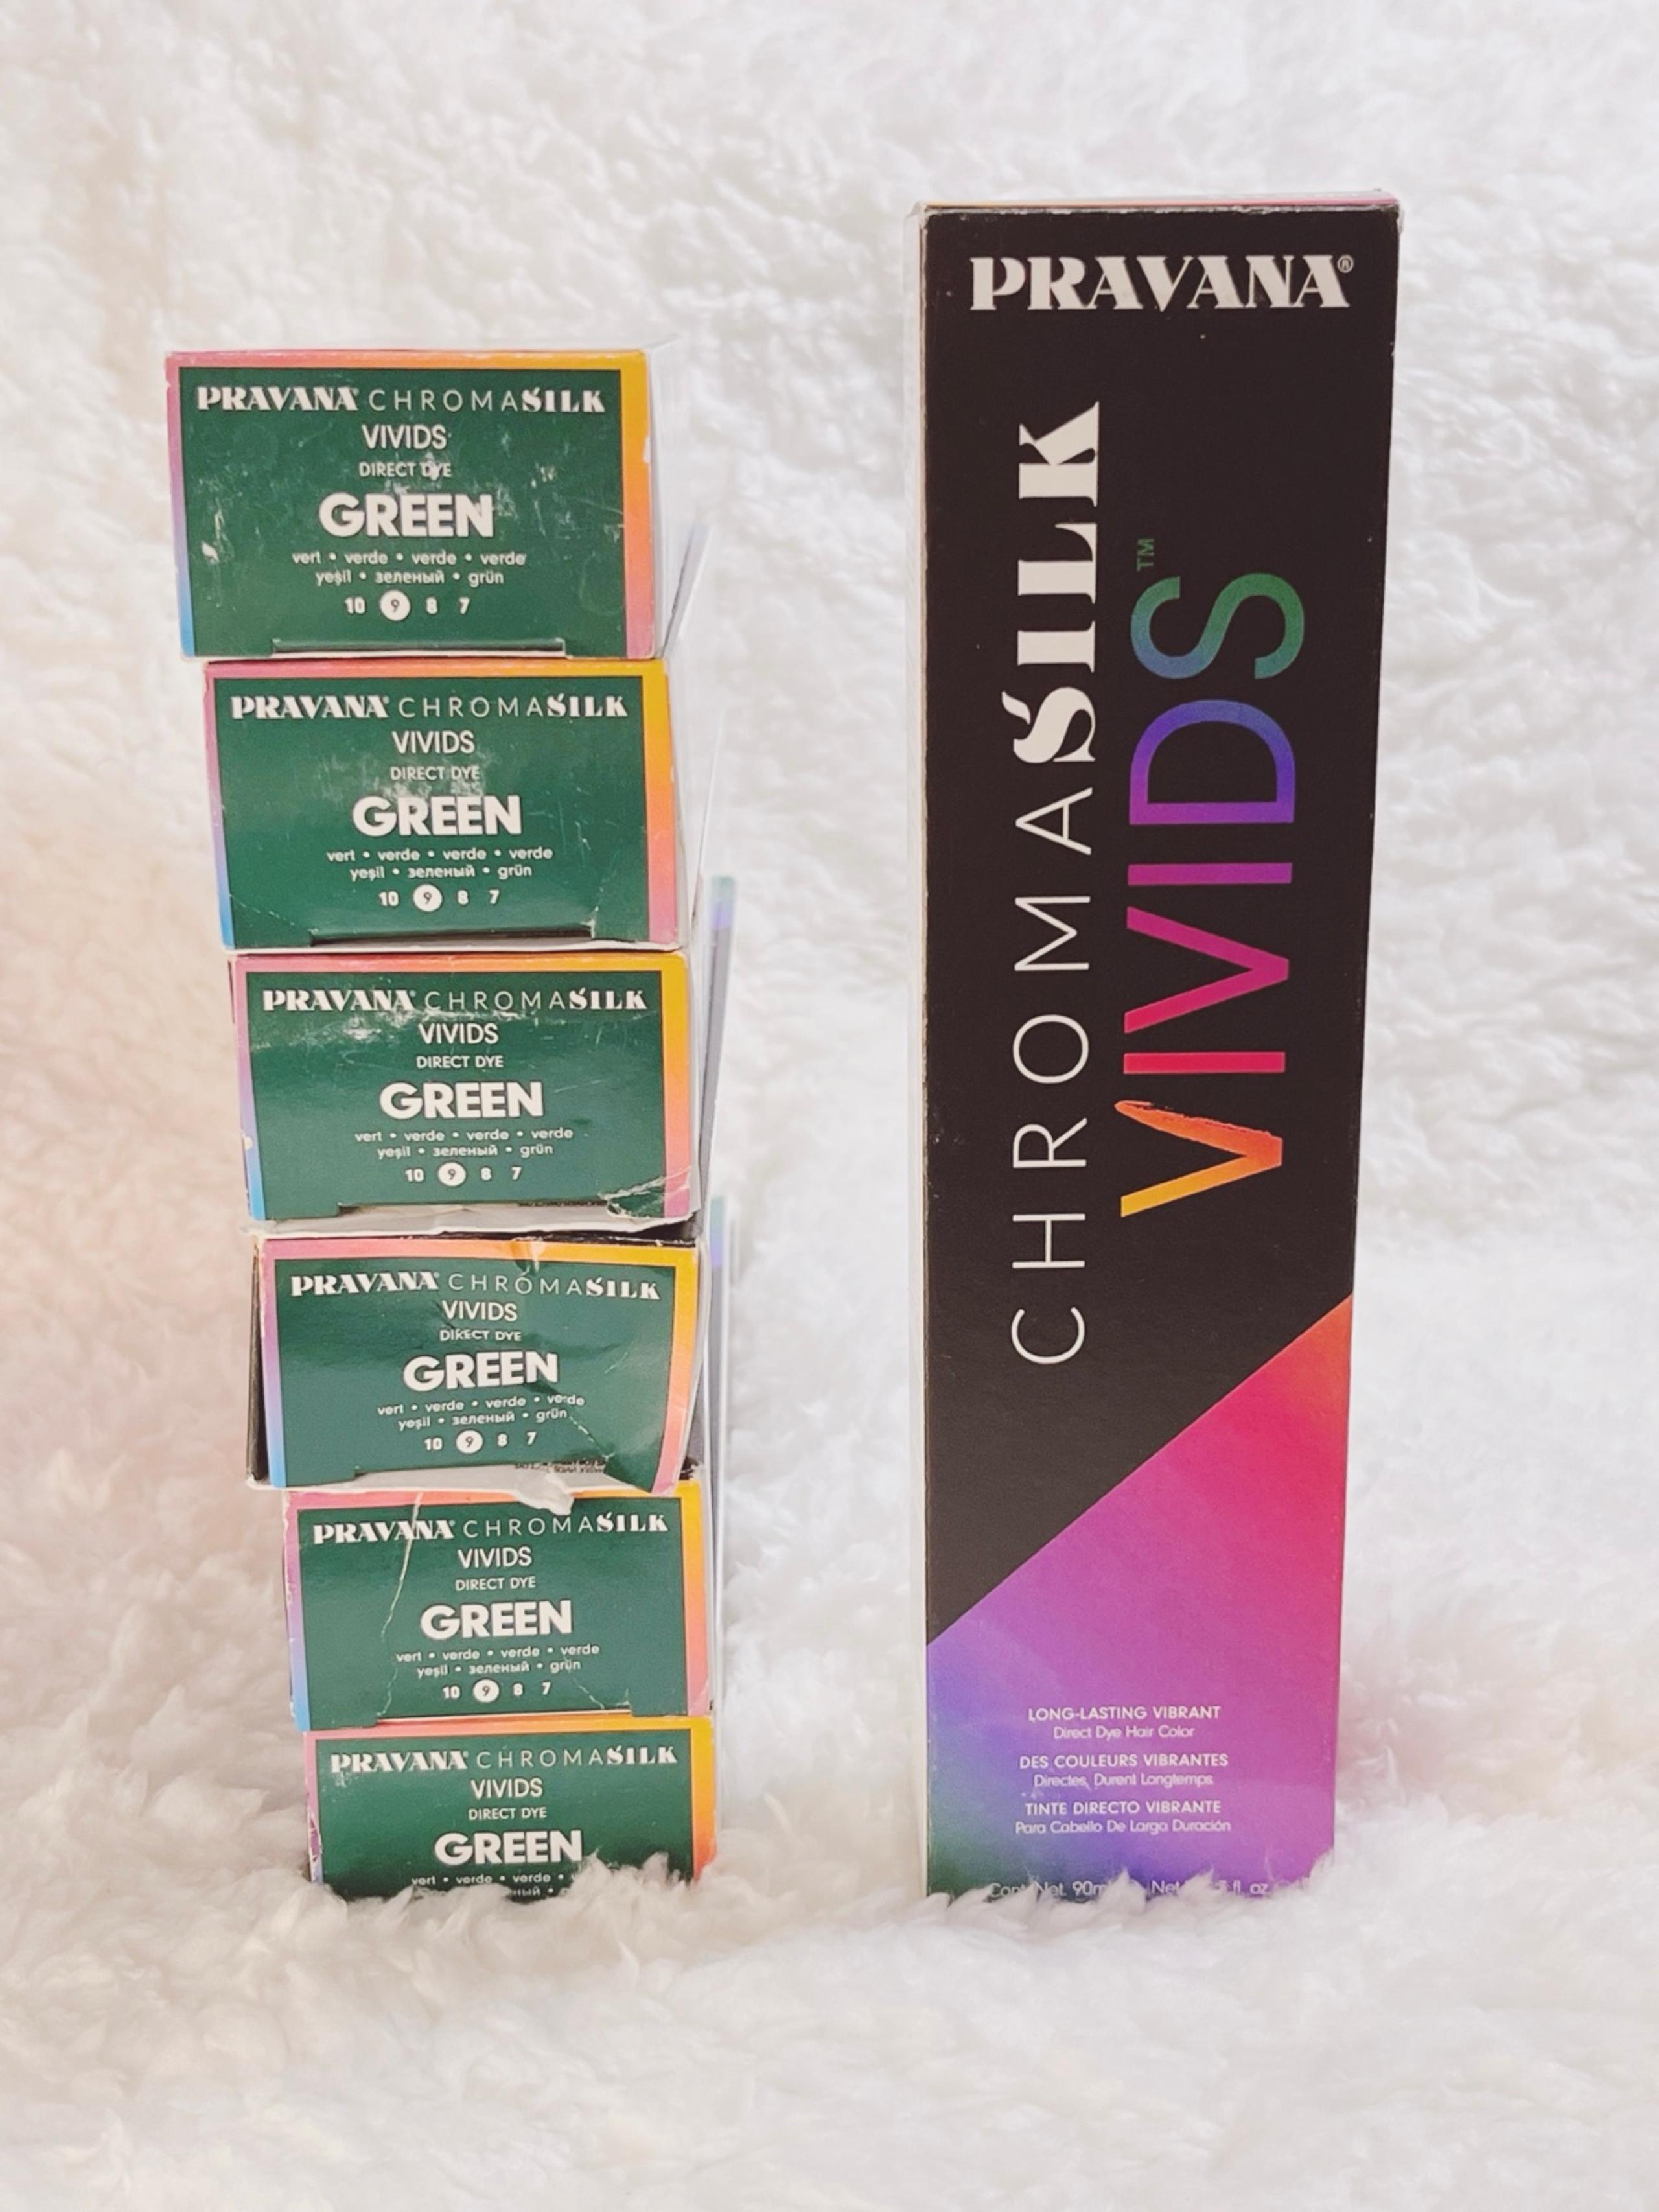 PRAVANA CHROMASILK
VIVIDS
DIRECT DYE
GREEN
vert • verde • verde • verde
yeşil • зеленый • grün
10 9 8 7
PRAVANA CHROMASILK
VIVIDS
DIRECT DYE
GREEN
vert • verde • verde • verde
yeşil • зеленый • grün
10 9 8 7
PRAVANA CHROMASILK
VIVIDS
DIRECT DYE
GREEN
vert • verde • verde • verde
yeşil • зеленый • grün
10 9 8 7
PRAVANA CHROMASILK
VIVIDS
DIRECT DYE
GREEN
vert • verde • verde • verde
yeşil • зеленый • grün
10 9 8 7
PRAVANA CHROMASILK
VIVIDS
DIRECT DYE
GREEN
vert • verde • verde • verde
yeşil • зеленый • grün
10 9 8 7
PRAVANA CHROMASILK
VIVIDS
DIRECT DYE
GREEN
vert • verde • verde •
PRAVANA®
CHROMASILK
VIVIDS™
LONG-LASTING VIBRANT
Direct Dye Hair Color
DES COULEURS VIBRANTES
Directes, Durent Longtemps
TINTE DIRECTO VIBRANTE
Para Cabello De Larga Duración
Net. 90m Net fl. oz